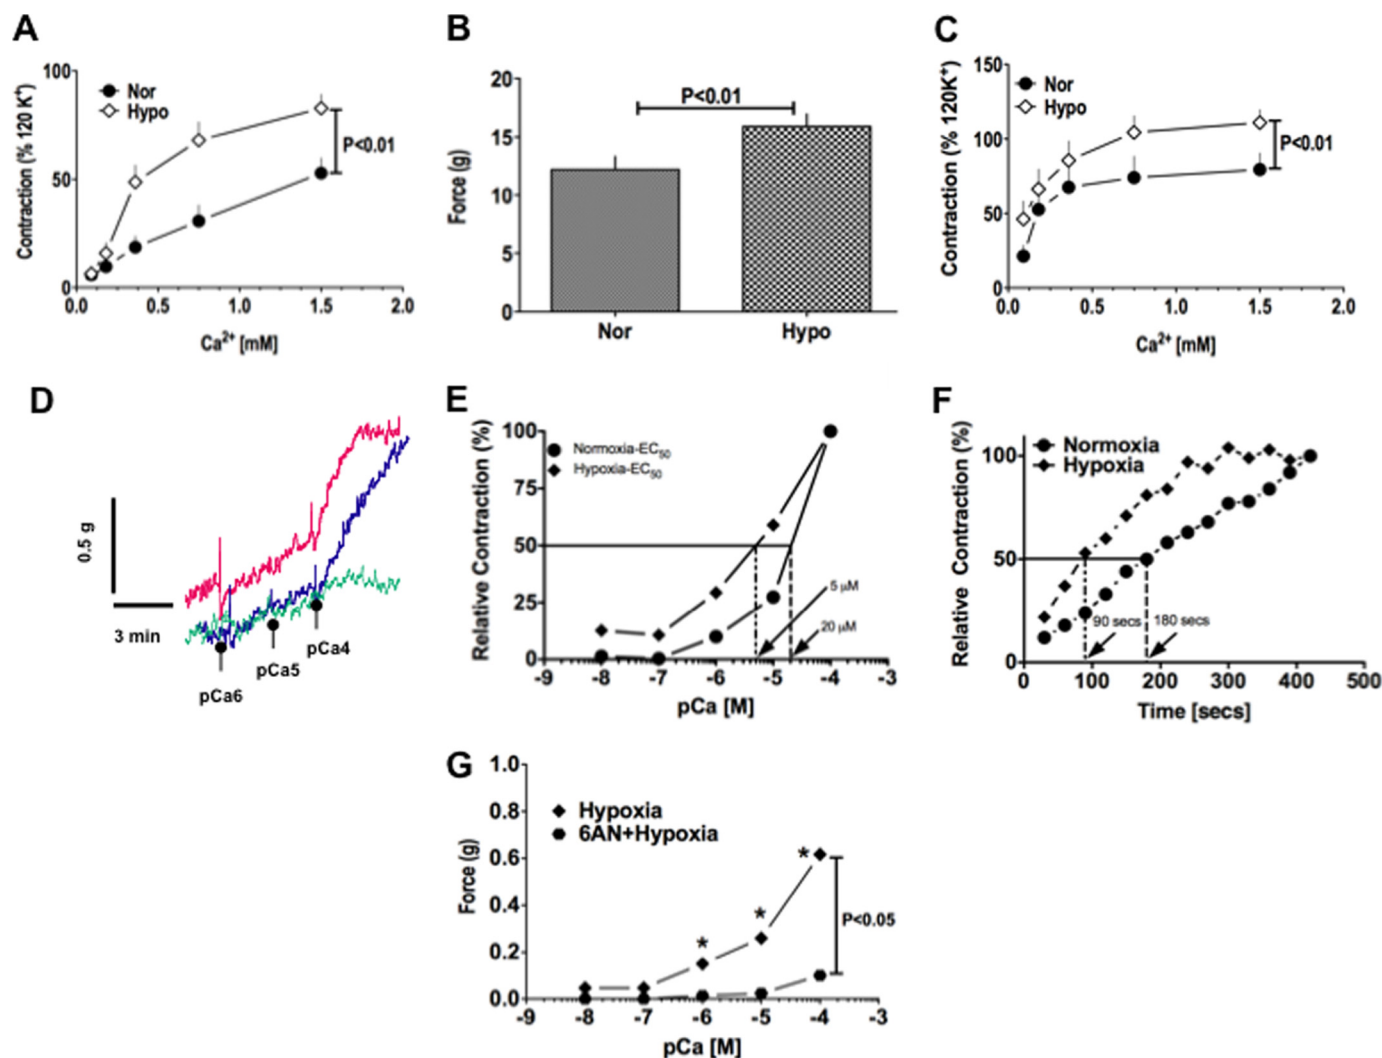 A
Contraction (% 120 K⁺)
100
50
0
Nor
Hypo
P<0.01
0.0 0.5 1.0 1.5 2.0
Ca²⁺ [mM]
B
Force (g)
20
15
10
5
0
P<0.01
Nor Hypo
C
Contraction (% 120K⁺)
150
100
50
0
Nor
Hypo
P<0.01
0.0 0.5 1.0 1.5 2.0
Ca²⁺ [mM]
D
0.5 g
3 min
pCa6
pCa5
pCa4
E
Relative Contraction (%)
100
75
50
25
0
Normoxia-EC₅₀
Hypoxia-EC₅₀
5 µM
20 µM
-9 -8 -7 -6 -5 -4 -3
pCa [M]
F
Relative Contraction (%)
100
50
0
Normoxia
Hypoxia
90 secs
180 secs
0 100 200 300 400 500
Time [secs]
G
Force (g)
1.0
0.8
0.6
0.4
0.2
0.0
Hypoxia
6AN+Hypoxia
* * *
P<0.05
-9 -8 -7 -6 -5 -4 -3
pCa [M]